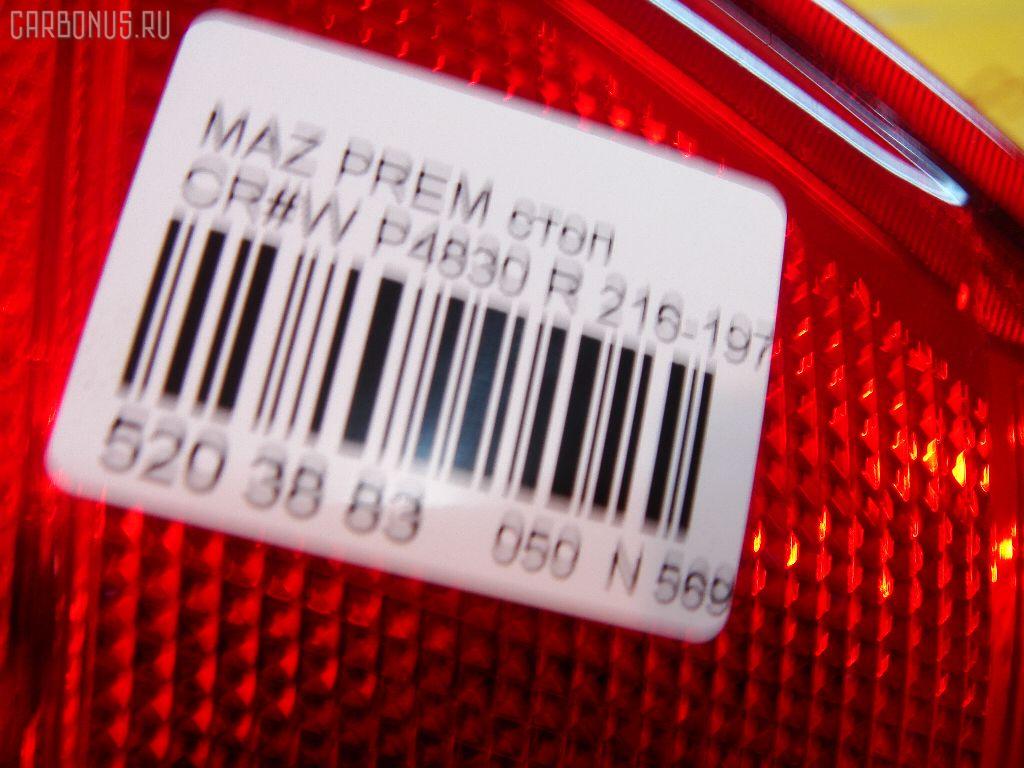 CARBONUS.RU
MAZ PREM стоп
CR#W P4830 R 216-197
520 38 83 050 N 569